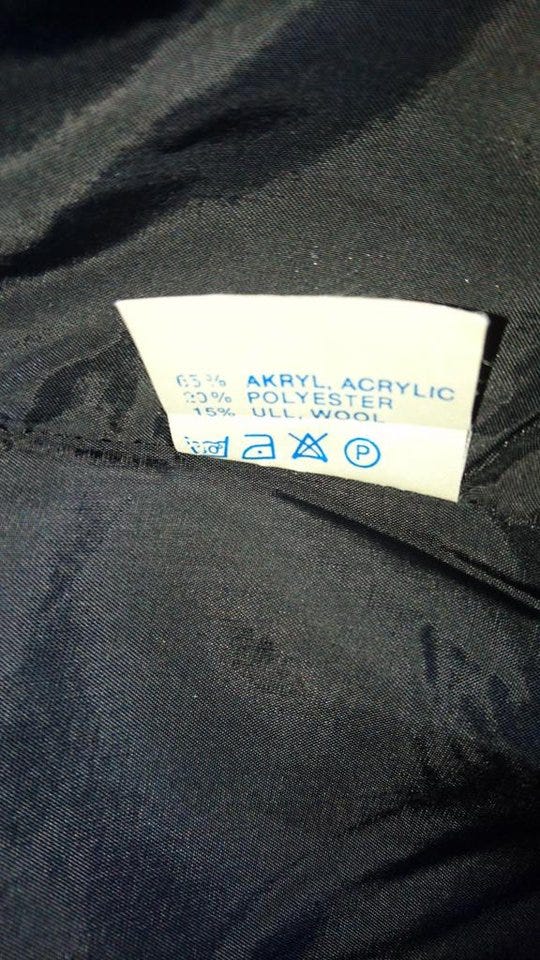 65% AKRYL, ACRYLIC
20% POLYESTER
15% ULL, WOOL
P